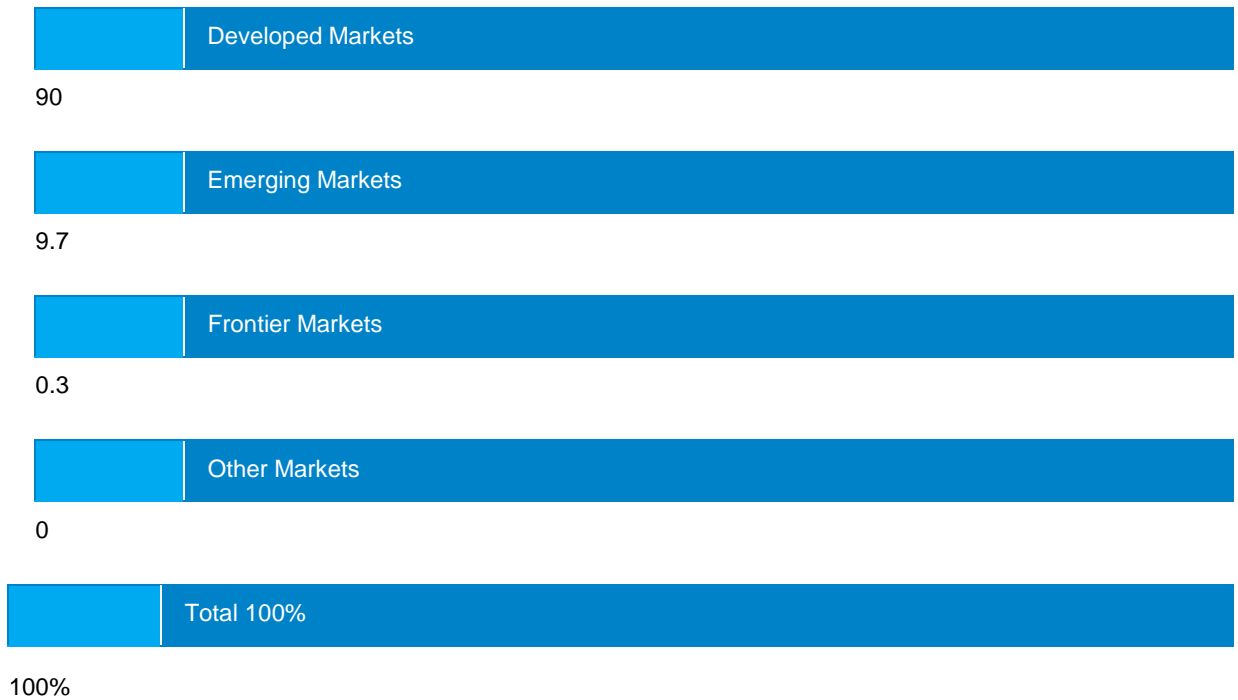 Developed Markets
90
Emerging Markets
9.7
Frontier Markets
0.3
Other Markets
0
Total 100%
100%